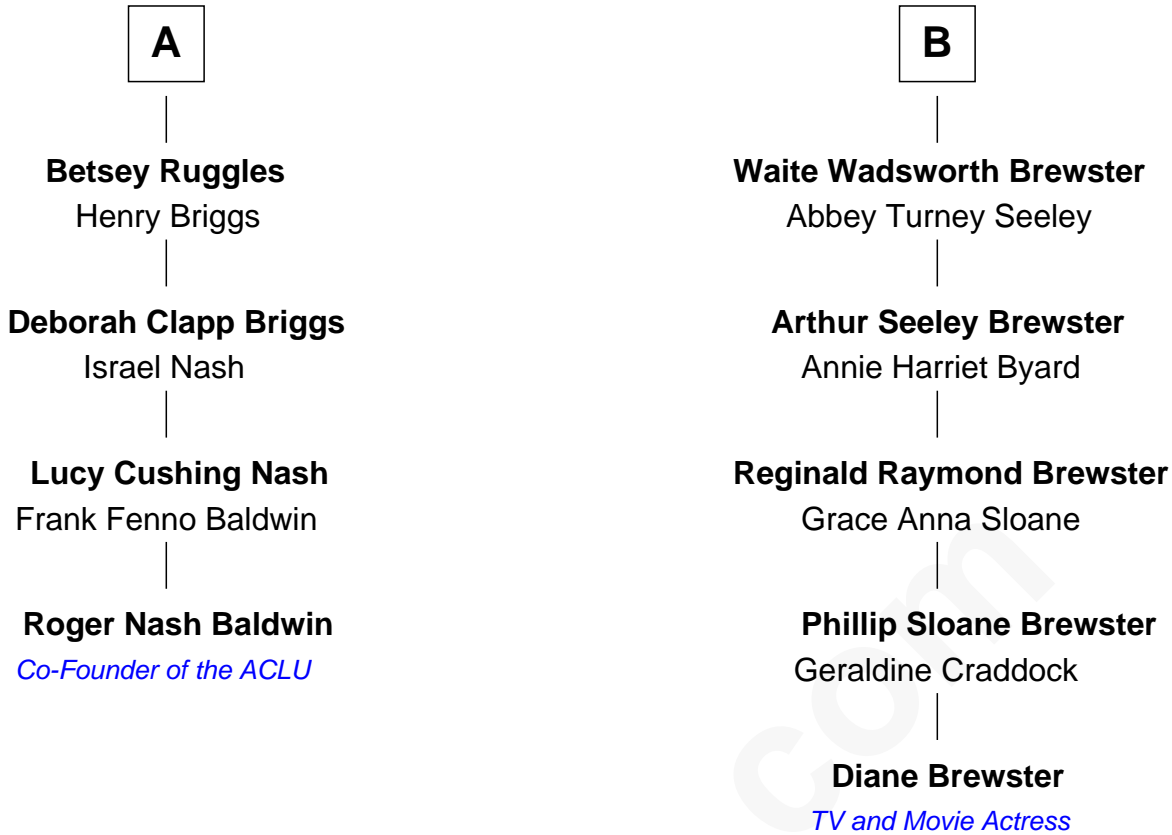 A
Betsey Ruggles
Henry Briggs
Deborah Clapp Briggs
Israel Nash
Lucy Cushing Nash
Frank Fenno Baldwin
Roger Nash Baldwin
Co-Founder of the ACLU
B
Waite Wadsworth Brewster
Abbey Turney Seeley
Arthur Seeley Brewster
Annie Harriet Byard
Reginald Raymond Brewster
Grace Anna Sloane
Phillip Sloane Brewster
Geraldine Craddock
Diane Brewster
TV and Movie Actress
com